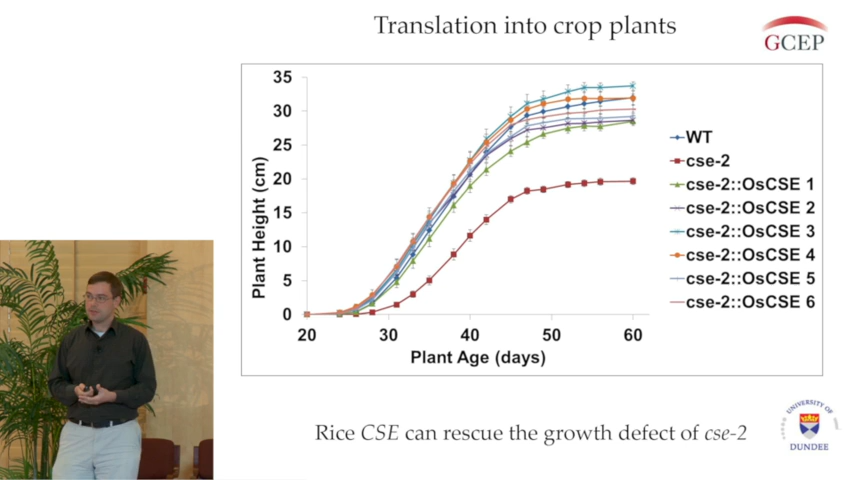 Translation into crop plants
GCEP
35
30
25
20
15
10
5
0
Plant Height (cm)
20 30 40 50 60
Plant Age (days)
WT
cse-2
cse-2::OsCSE 1
cse-2::OsCSE 2
cse-2::OsCSE 3
cse-2::OsCSE 4
cse-2::OsCSE 5
cse-2::OsCSE 6
Rice CSE can rescue the growth defect of cse-2
UNIVERSITY OF
DUNDEE